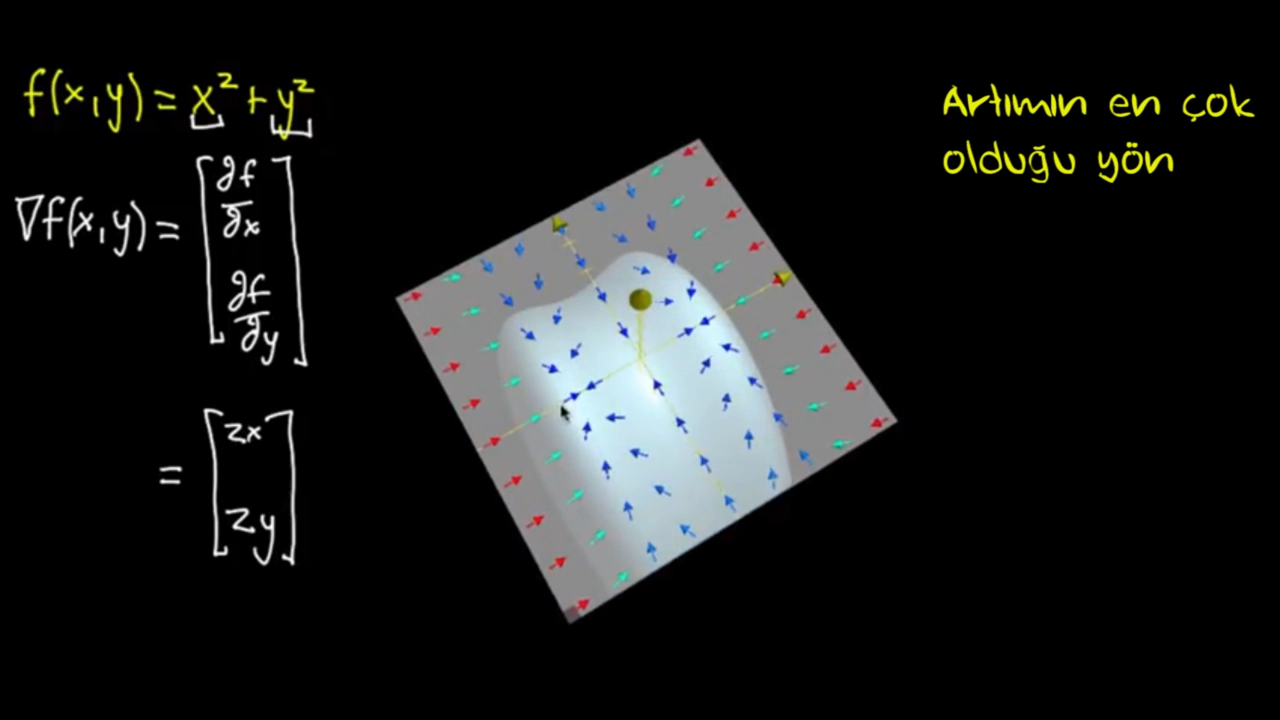 f(x,y) = x² + y²
∇f(x,y) = [ ∂f/∂x
∂f/∂y ]
= [ 2x
2y ]
Artımın en çok
olduğu yön